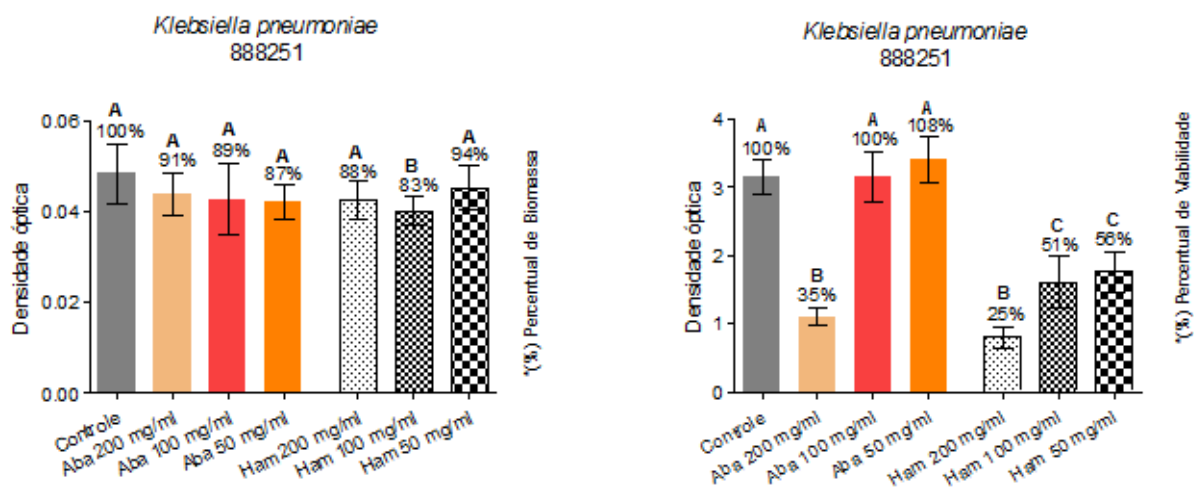 Klebsiella pneumoniae
888251
Densidade óptica
0.06
0.04
0.02
0.00
A
100%
A
91%
A
89%
A
87%
A
88%
B
83%
A
94%
Controle
Aba 200 mg/ml
Aba 100 mg/ml
Aba 50 mg/ml
Ham 200 mg/ml
Ham 100 mg/ml
Ham 50 mg/ml
*(%) Percentual de Biomassa
Klebsiella pneumoniae
888251
Densidade óptica
4
3
2
1
0
A
100%
B
35%
A
100%
A
108%
B
25%
C
51%
C
56%
Controle
Aba 200 mg/ml
Aba 100 mg/ml
Aba 50 mg/ml
Ham 200 mg/ml
Ham 100 mg/ml
Ham 50 mg/ml
*(%) Percentual de Viabilidade